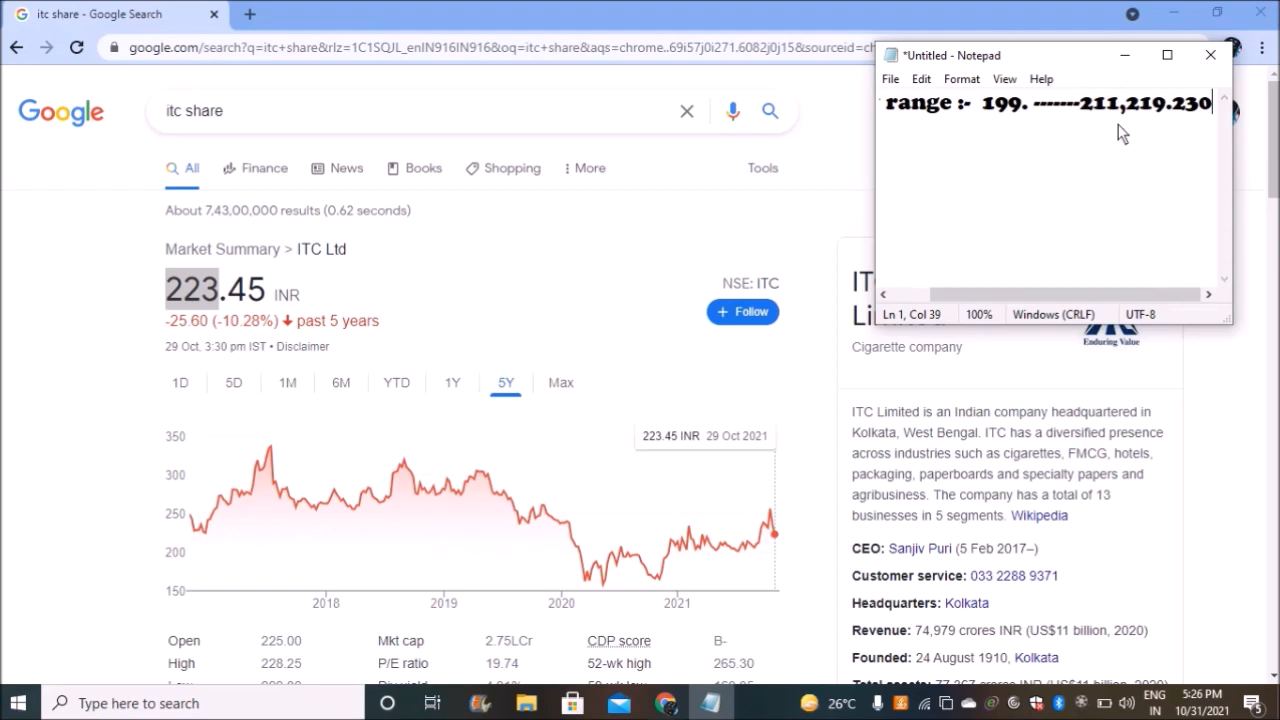 itc share - Google Search
google.com/search?q=itc+share&rlz=1C1SQJL_enIN916IN916&oq=itc+share&aqs=chrome..69i57j0i271.6082j0j15&sourceid=ch
*Untitled - Notepad
File Edit Format View Help
range :- 199. -------211,219.230
Ln 1, Col 39 100% Windows (CRLF) UTF-8
Google
itc share
All Finance News Books Shopping More Tools
About 7,43,00,000 results (0.62 seconds)
Market Summary > ITC Ltd
223.45 INR
NSE: ITC
+ Follow
-25.60 (-10.28%) past 5 years
29 Oct, 3:30 pm IST • Disclaimer
1D 5D 1M 6M YTD 1Y 5Y Max
223.45 INR 29 Oct 2021
350
300
250
200
150
2018 2019 2020 2021
Open 225.00 Mkt cap 2.75LCr CDP score B-
High 228.25 P/E ratio 19.74 52-wk high 265.30
Enduring Value
Cigarette company
ITC Limited is an Indian company headquartered in
Kolkata, West Bengal. ITC has a diversified presence
across industries such as cigarettes, FMCG, hotels,
packaging, paperboards and specialty papers and
agribusiness. The company has a total of 13
businesses in 5 segments. Wikipedia
CEO: Sanjiv Puri (5 Feb 2017–)
Customer service: 033 2288 9371
Headquarters: Kolkata
Revenue: 74,979 crores INR (US$11 billion, 2020)
Founded: 24 August 1910, Kolkata
Type here to search
26°C
ENG
IN
5:26 PM
10/31/2021
5